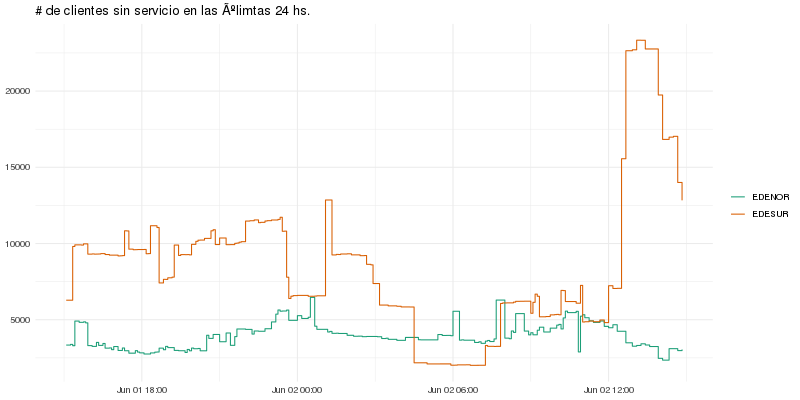 # de clientes sin servicio en las Ãºlimtas 24 hs.
20000
15000
10000
5000
Jun 01 18:00
Jun 02 00:00
Jun 02 06:00
Jun 02 12:00
EDENOR
EDESUR